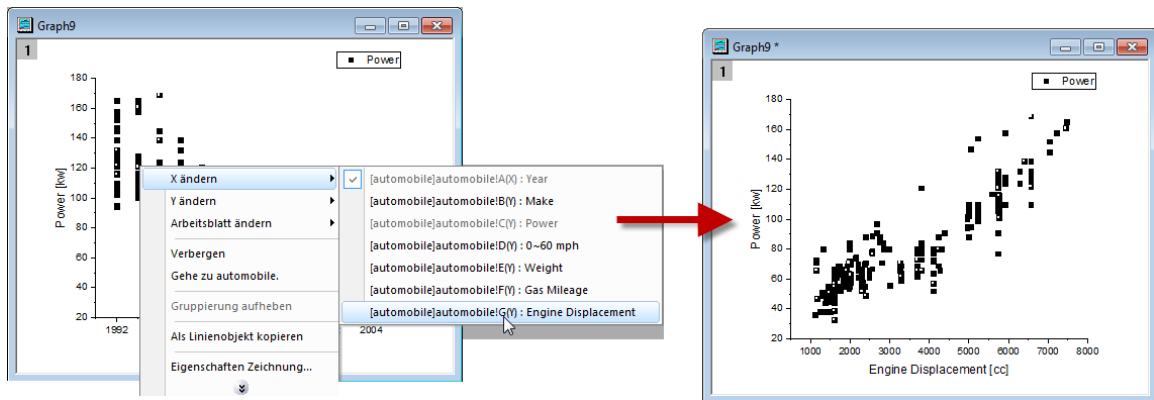 Graph9
1
Power
180
160
140
120
100
80
60
40
20
Power [kw]
1992
2004
X ändern
Y ändern
Arbeitsblatt ändern
Verbergen
Gehe zu automobile.
Gruppierung aufheben
Als Linienobjekt kopieren
Eigenschaften Zeichnung...
[automobile]automobile!A(X) : Year
[automobile]automobile!B(Y) : Make
[automobile]automobile!C(Y) : Power
[automobile]automobile!D(Y) : 0~60 mph
[automobile]automobile!E(Y) : Weight
[automobile]automobile!F(Y) : Gas Mileage
[automobile]automobile!G(Y) : Engine Displacement
Graph9 *
1
Power
180
160
140
120
100
80
60
40
20
Power [kw]
1000 2000 3000 4000 5000 6000 7000 8000
Engine Displacement [cc]